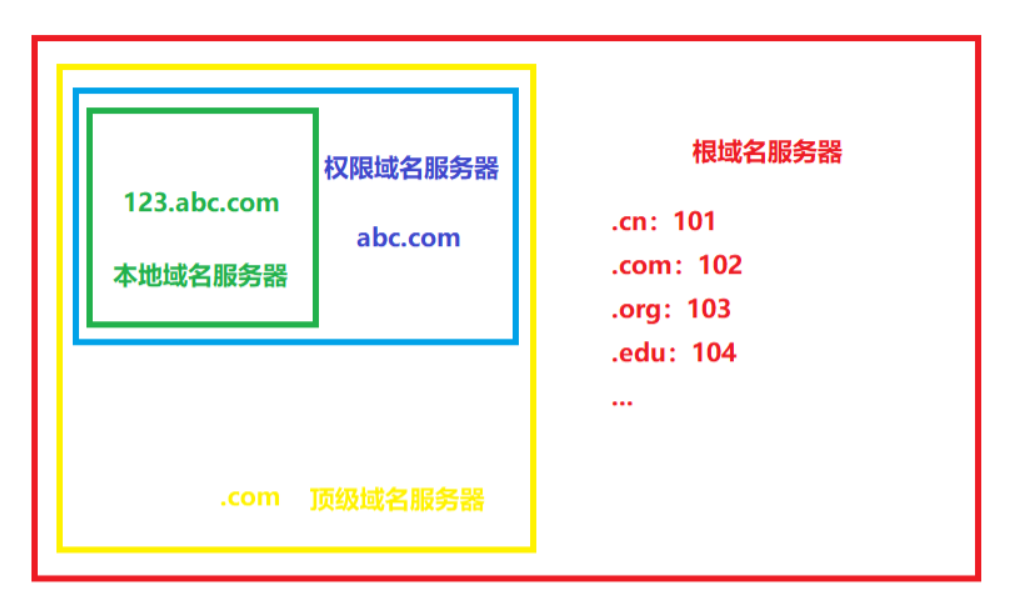 123.abc.com
本地域名服务器
权限域名服务器
abc.com
.com 顶级域名服务器
根域名服务器
.cn：101
.com：102
.org：103
.edu：104
...